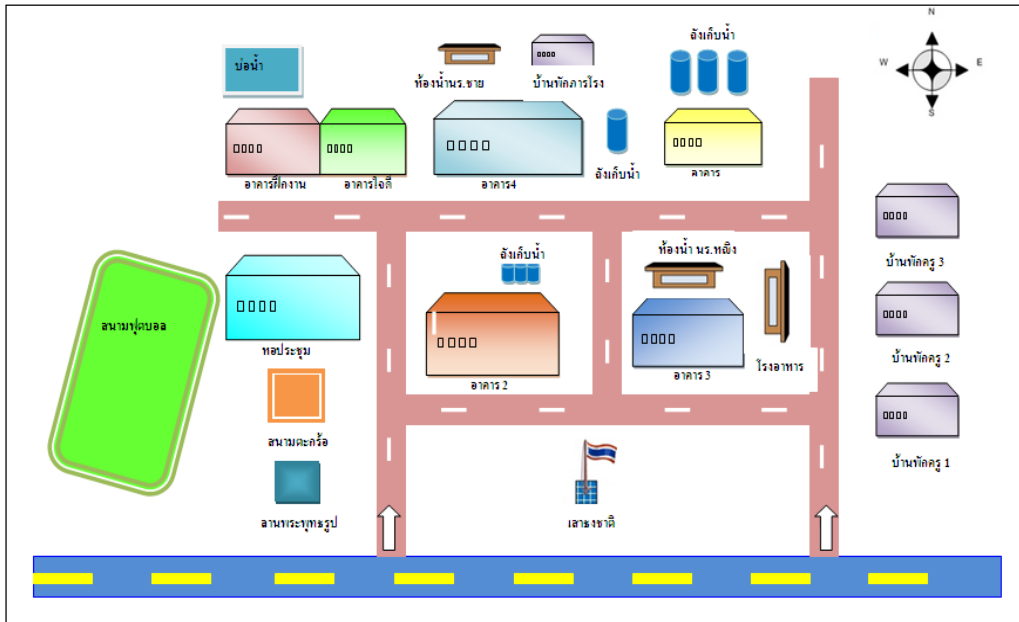 N
ถังเก็บน้ำ
บ่อน้ำ
ห้องน้ำนร.ชาย
บ้านพักภารโรง
W
E
S
อาคารฝึกงาน
อาคารใจดี
อาคาร4
ถังเก็บน้ำ
อาคาร
ถังเก็บน้ำ
ห้องน้ำ นร.หญิง
บ้านพักครู 3
สนามฟุตบอล
หอประชุม
อาคาร 2
อาคาร 3
โรงอาหาร
บ้านพักครู 2
สนามตะกร้อ
บ้านพักครู 1
ลานพระพุทธรูป
เสาธงชาติ